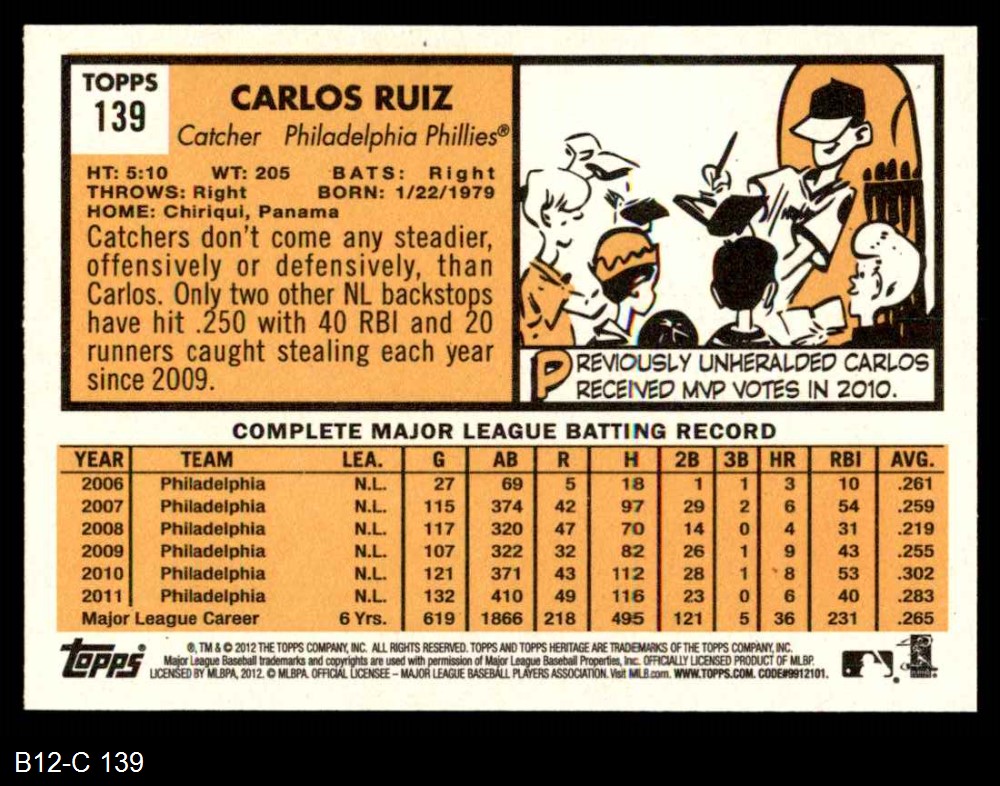 TOPPS
139
CARLOS RUIZ
Catcher Philadelphia Phillies®
HT: 5:10 WT: 205 BATS: Right
THROWS: Right BORN: 1/22/1979
HOME: Chiriqui, Panama
Catchers don't come any steadier,
offensively or defensively, than
Carlos. Only two other NL backstops
have hit .250 with 40 RBI and 20
runners caught stealing each year
since 2009.
PREVIOUSLY UNHERALDED CARLOS
RECEIVED MVP VOTES IN 2010.
COMPLETE MAJOR LEAGUE BATTING RECORD
YEAR TEAM LEA. G AB R H 2B 3B HR RBI AVG.
2006 Philadelphia N.L. 27 69 5 18 1 1 3 10 .261
2007 Philadelphia N.L. 115 374 42 97 29 2 6 54 .259
2008 Philadelphia N.L. 117 320 47 70 14 0 4 31 .219
2009 Philadelphia N.L. 107 322 32 82 26 1 9 43 .255
2010 Philadelphia N.L. 121 371 43 112 28 1 8 53 .302
2011 Philadelphia N.L. 132 410 49 116 23 0 6 40 .283
Major League Career 6 Yrs. 619 1866 218 495 121 5 36 231 .265
topps
®, TM & © 2012 THE TOPPS COMPANY, INC. ALL RIGHTS RESERVED. TOPPS AND TOPPS HERITAGE ARE TRADEMARKS OF THE TOPPS COMPANY, INC.
Major League Baseball trademarks and copyrights are used with permission of Major League Baseball Properties, Inc. OFFICIALLY LICENSED PRODUCT OF MLBP.
LICENSED BY MLBPA, 2012. © MLBPA. OFFICIAL LICENSEE – MAJOR LEAGUE BASEBALL PLAYERS ASSOCIATION. Visit MLB.com. WWW.TOPPS.COM. CODE#9912101.
B12-C 139